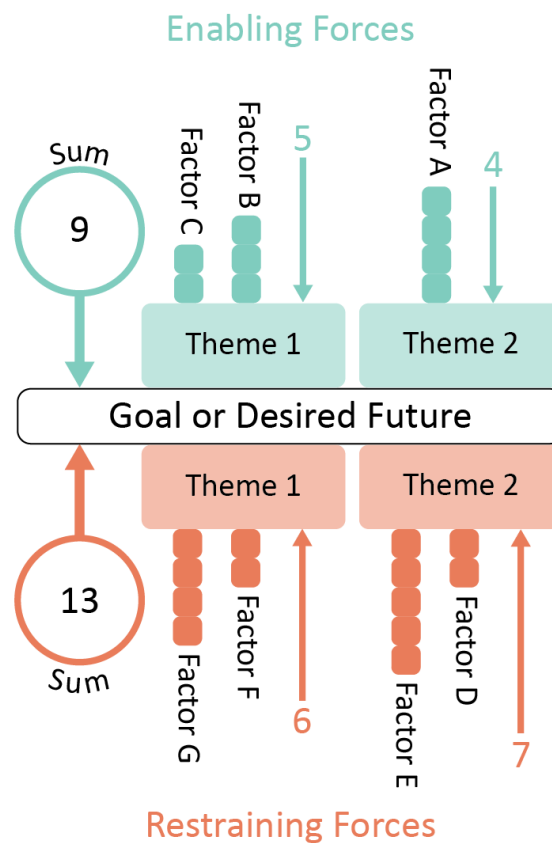 Enabling Forces
Sum
9
Factor C
Factor B
5
Factor A
4
Theme 1
Theme 2
Goal or Desired Future
Theme 1
Theme 2
13
Sum
Factor G
Factor F
6
Factor E
Factor D
7
Restraining Forces